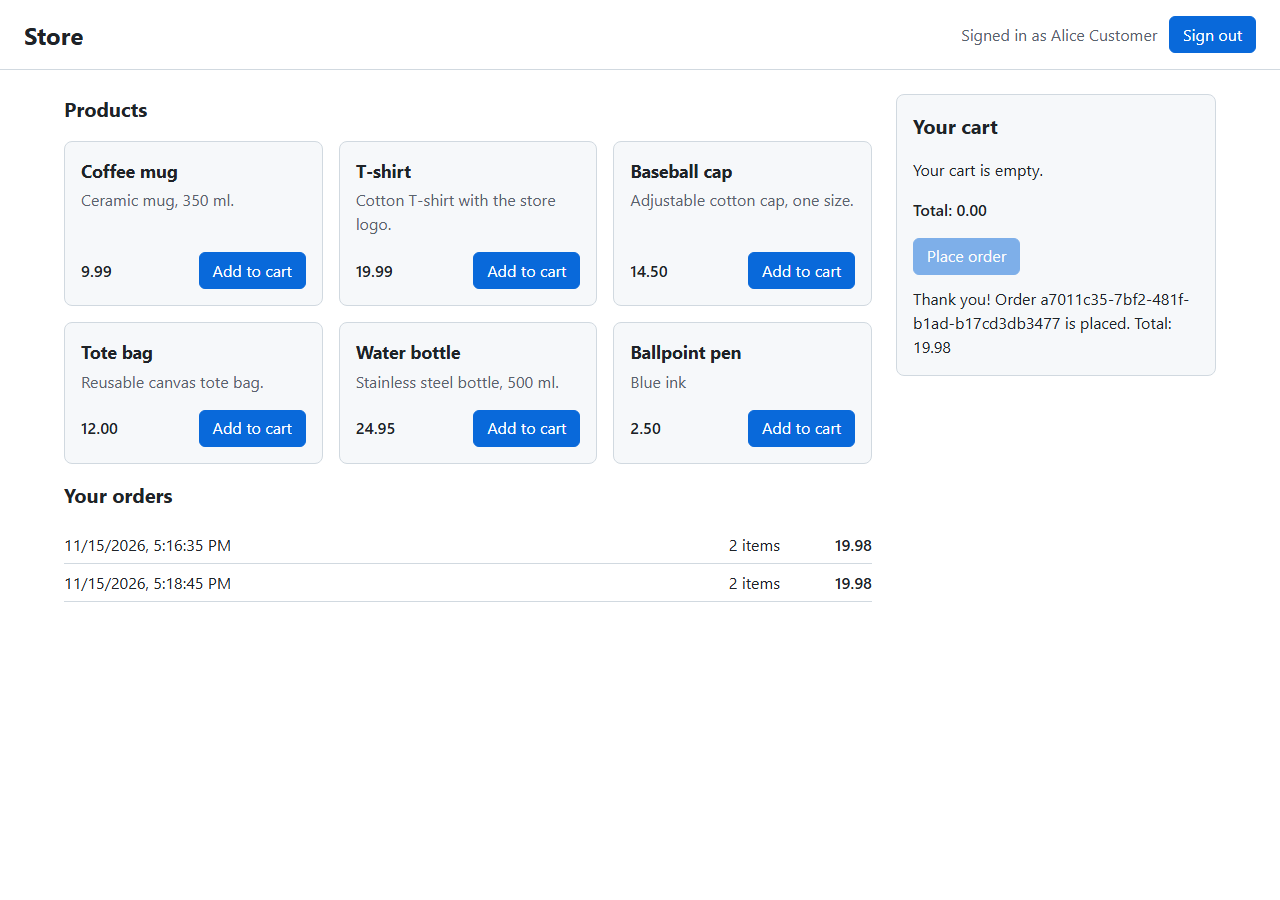 Store
Signed in as Alice Customer
Sign out
Products
Coffee mug
Ceramic mug, 350 ml.
9.99
Add to cart
T-shirt
Cotton T-shirt with the store
logo.
19.99
Add to cart
Baseball cap
Adjustable cotton cap, one size.
14.50
Add to cart
Tote bag
Reusable canvas tote bag.
12.00
Add to cart
Water bottle
Stainless steel bottle, 500 ml.
24.95
Add to cart
Ballpoint pen
Blue ink
2.50
Add to cart
Your orders
11/15/2026, 5:16:35 PM 2 items 19.98
11/15/2026, 5:18:45 PM 2 items 19.98
Your cart
Your cart is empty.
Total: 0.00
Place order
Thank you! Order a7011c35-7bf2-481f-
b1ad-b17cd3db3477 is placed. Total:
19.98